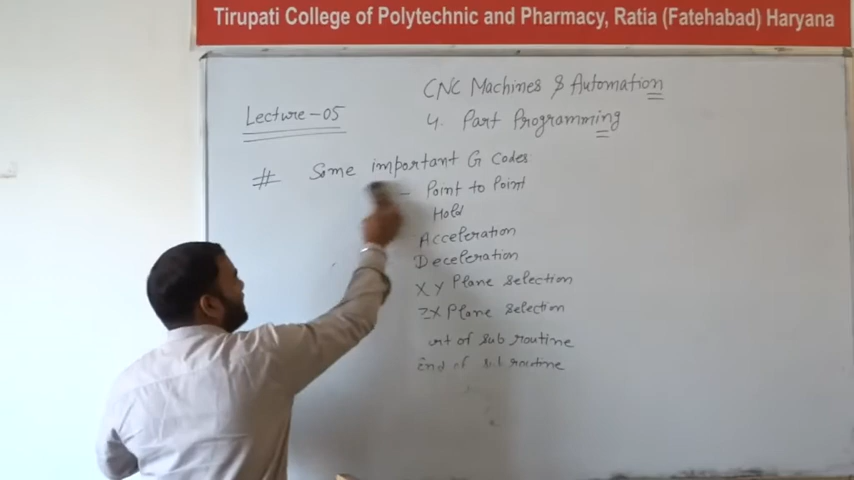 Tirupati College of Polytechnic and Pharmacy, Ratia (Fatehabad) Haryana
CNC Machines & Automation
Lecture - 05
4. Part Programming
# Some important G Codes
- Point to Point
Hold
Acceleration
Deceleration
XY Plane Selection
ZX Plane Selection
of sub routine
End of sub routine